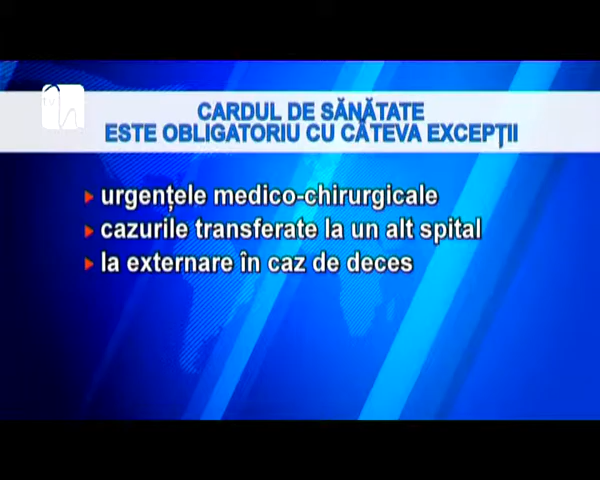 CARDUL DE SĂNĂTATE
ESTE OBLIGATORIU CU CÂTEVA EXCEPȚII
urgențele medico-chirurgicale
cazurile transferate la un alt spital
la externare în caz de deces